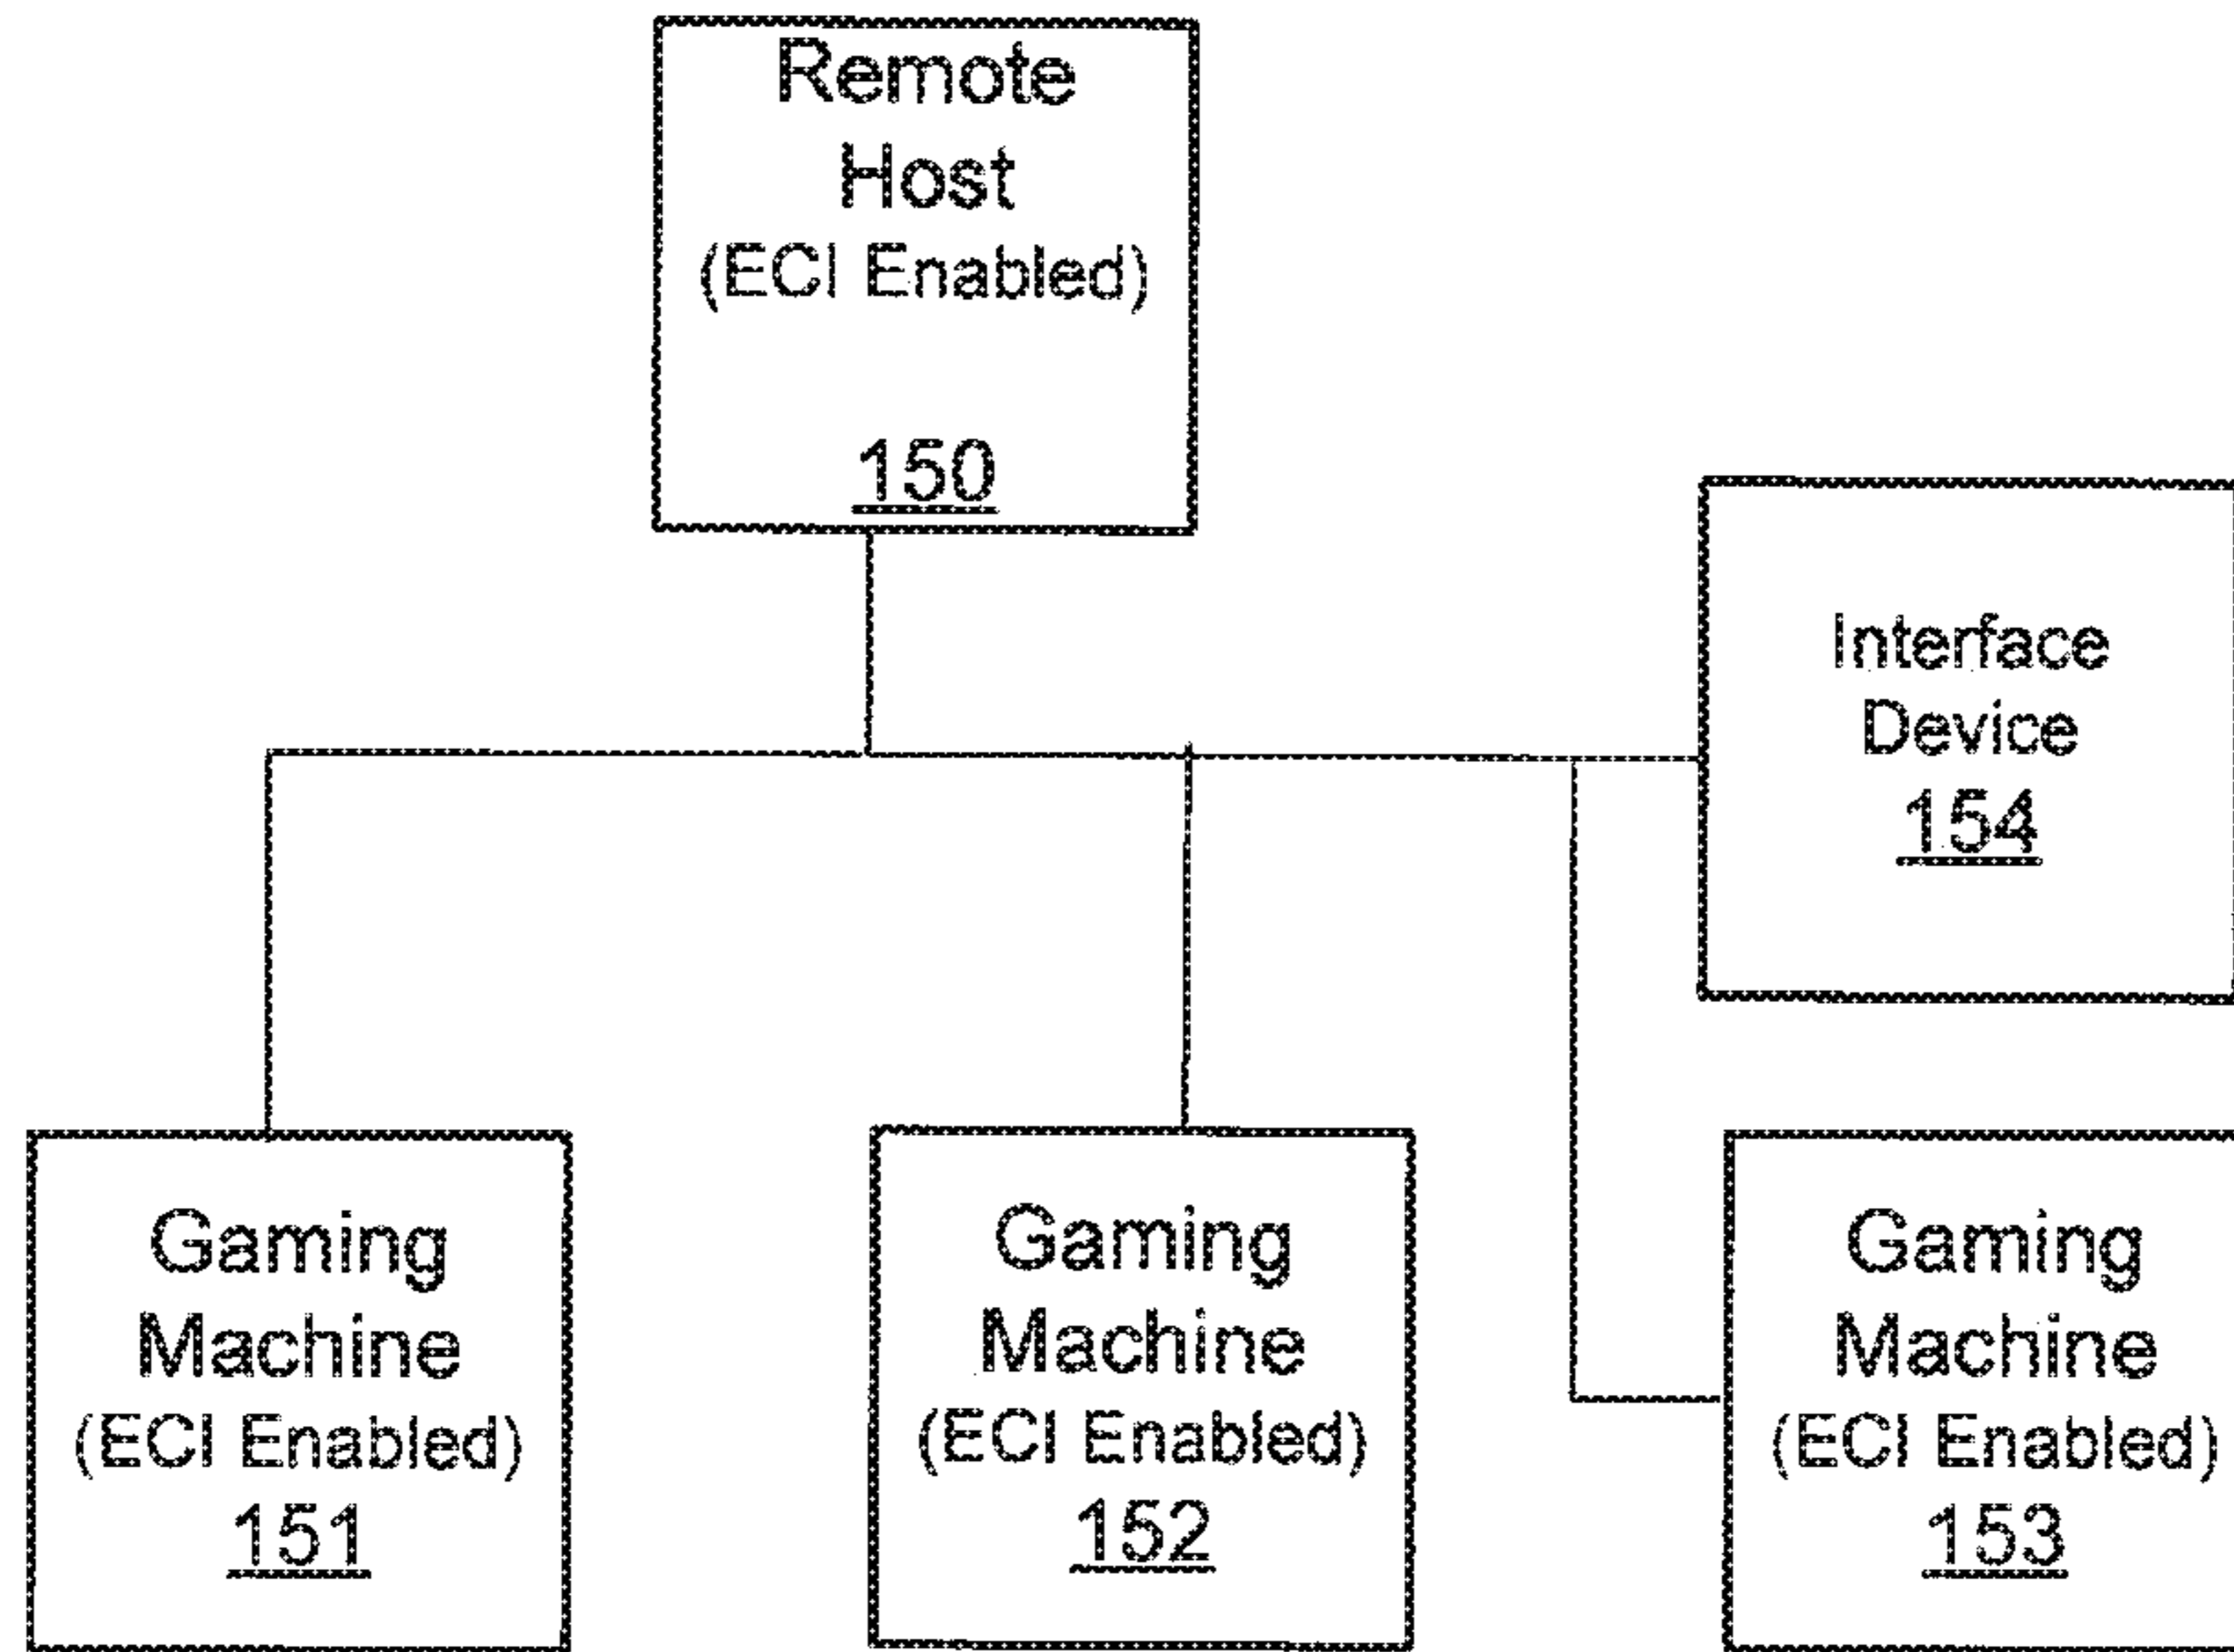 Remote
Host
(ECI Enabled)
150
Interface
Device
154
Gaming
Machine
(ECI Enabled)
151
Gaming
Machine
(ECI Enabled)
152
Gaming
Machine
(ECI Enabled)
153